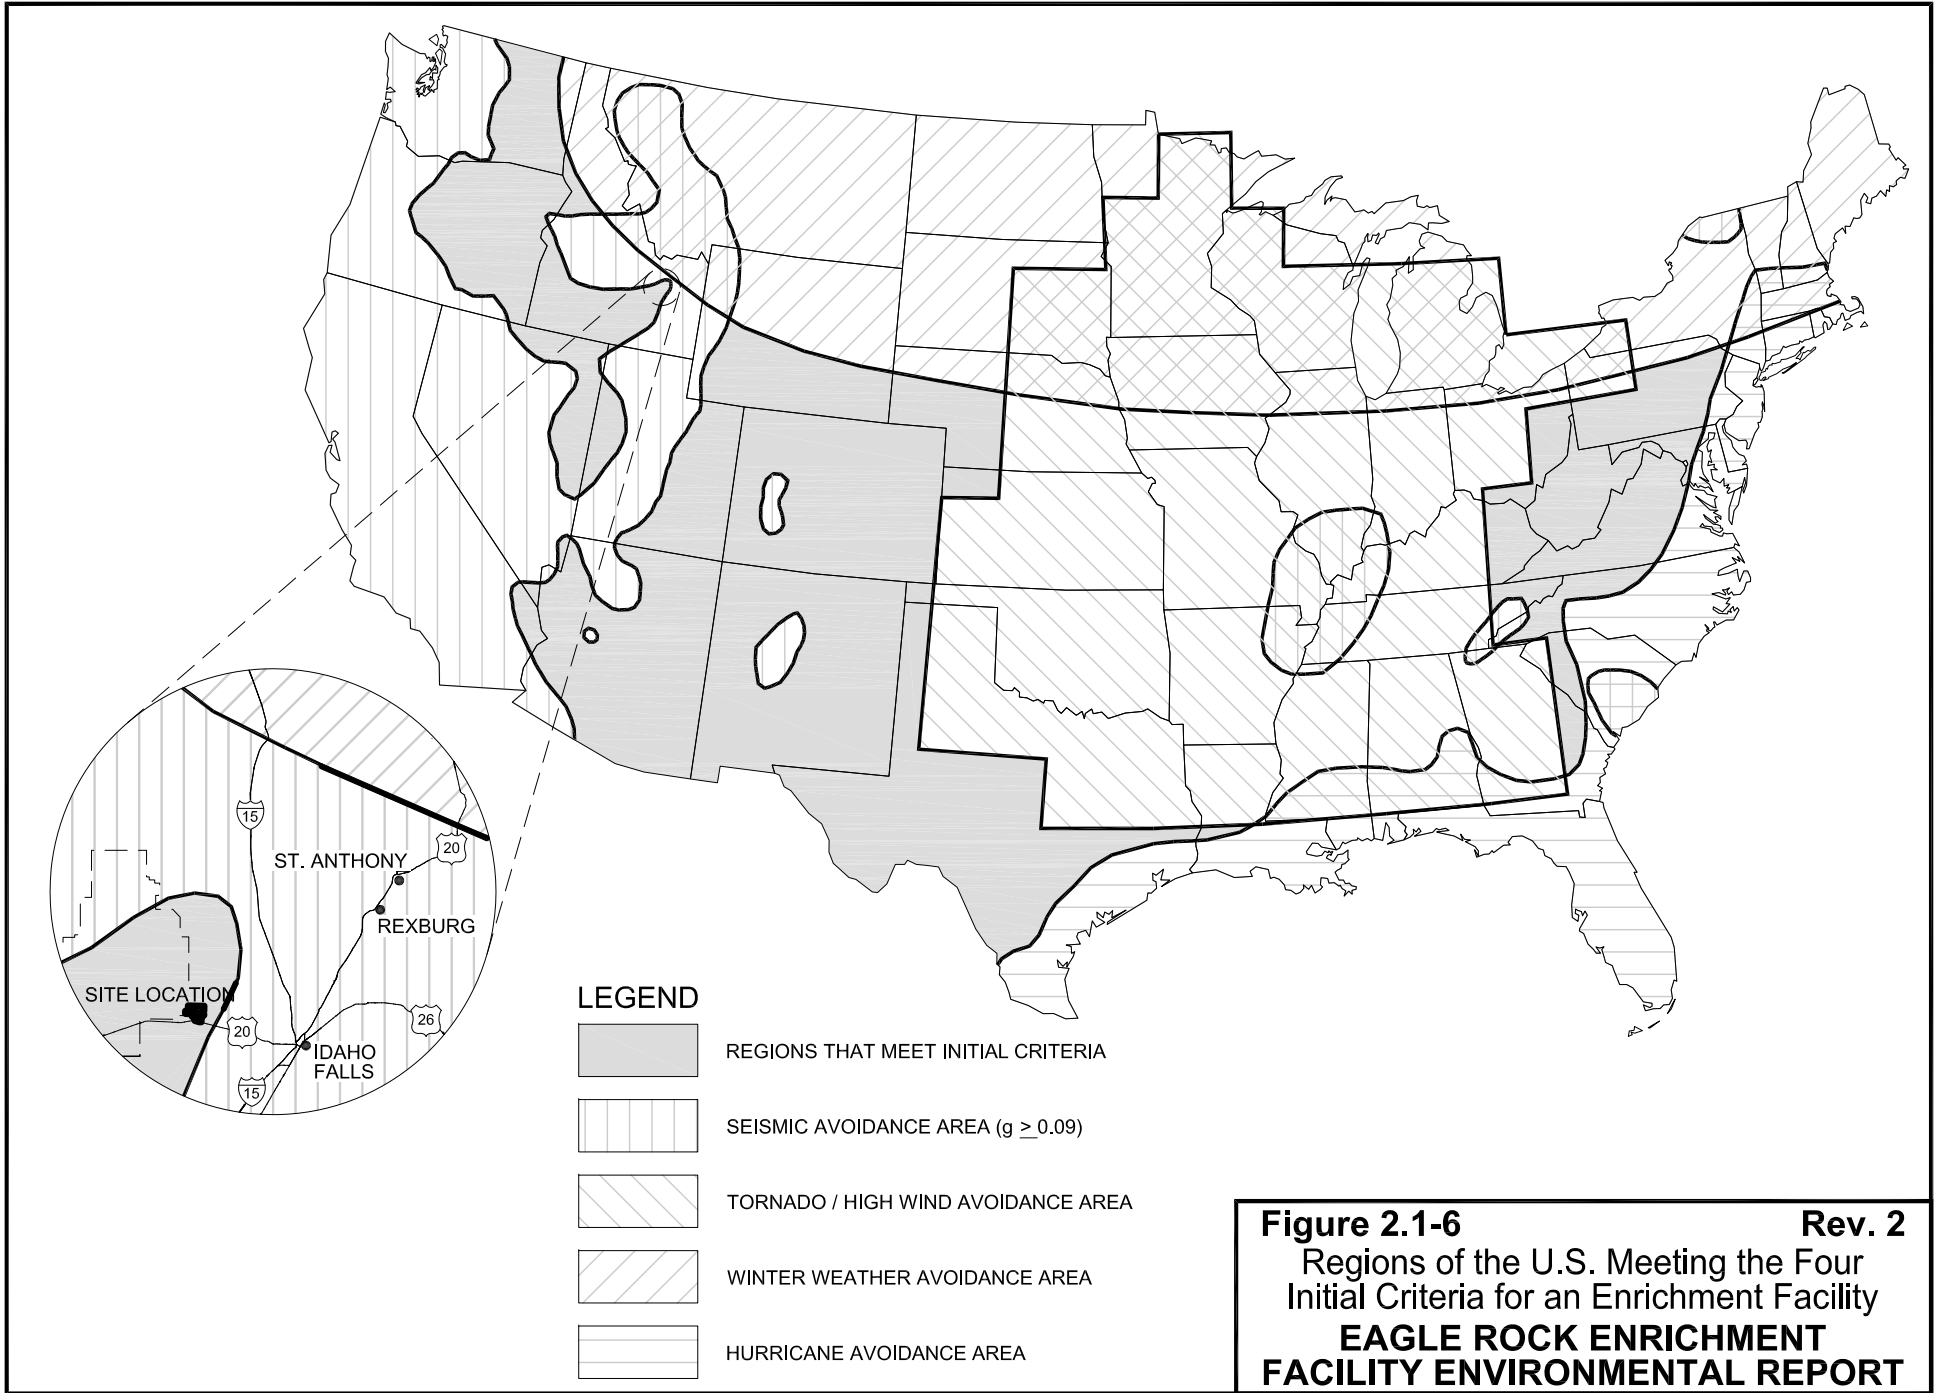 15
20
ST. ANTHONY
REXBURG
SITE LOCATION
20
26
IDAHO
FALLS
15
LEGEND
REGIONS THAT MEET INITIAL CRITERIA
SEISMIC AVOIDANCE AREA (g ≥ 0.09)
TORNADO / HIGH WIND AVOIDANCE AREA
WINTER WEATHER AVOIDANCE AREA
HURRICANE AVOIDANCE AREA
Figure 2.1-6 Rev. 2
Regions of the U.S. Meeting the Four
Initial Criteria for an Enrichment Facility
EAGLE ROCK ENRICHMENT
FACILITY ENVIRONMENTAL REPORT